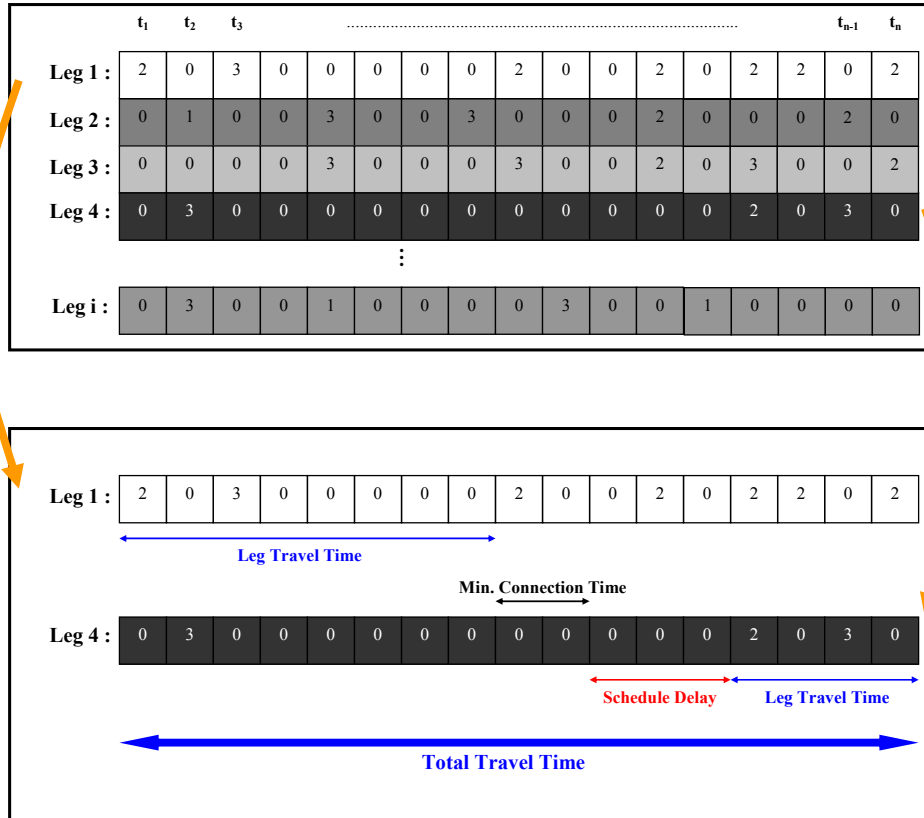 t1 t2 t3 ........................................................................ tn-1 tn
Leg 1 : 2 0 3 0 0 0 0 0 2 0 0 2 0 2 2 0 2
Leg 2 : 0 1 0 0 3 0 0 3 0 0 0 2 0 0 0 2 0
Leg 3 : 0 0 0 0 3 0 0 0 3 0 0 2 0 3 0 0 2
Leg 4 : 0 3 0 0 0 0 0 0 0 0 0 0 0 2 0 3 0
⋮
Leg i : 0 3 0 0 1 0 0 0 0 3 0 0 1 0 0 0 0
Leg 1 : 2 0 3 0 0 0 0 0 2 0 0 2 0 2 2 0 2
Leg Travel Time
Min. Connection Time
Leg 4 : 0 3 0 0 0 0 0 0 0 0 0 0 0 2 0 3 0
Schedule Delay Leg Travel Time
Total Travel Time